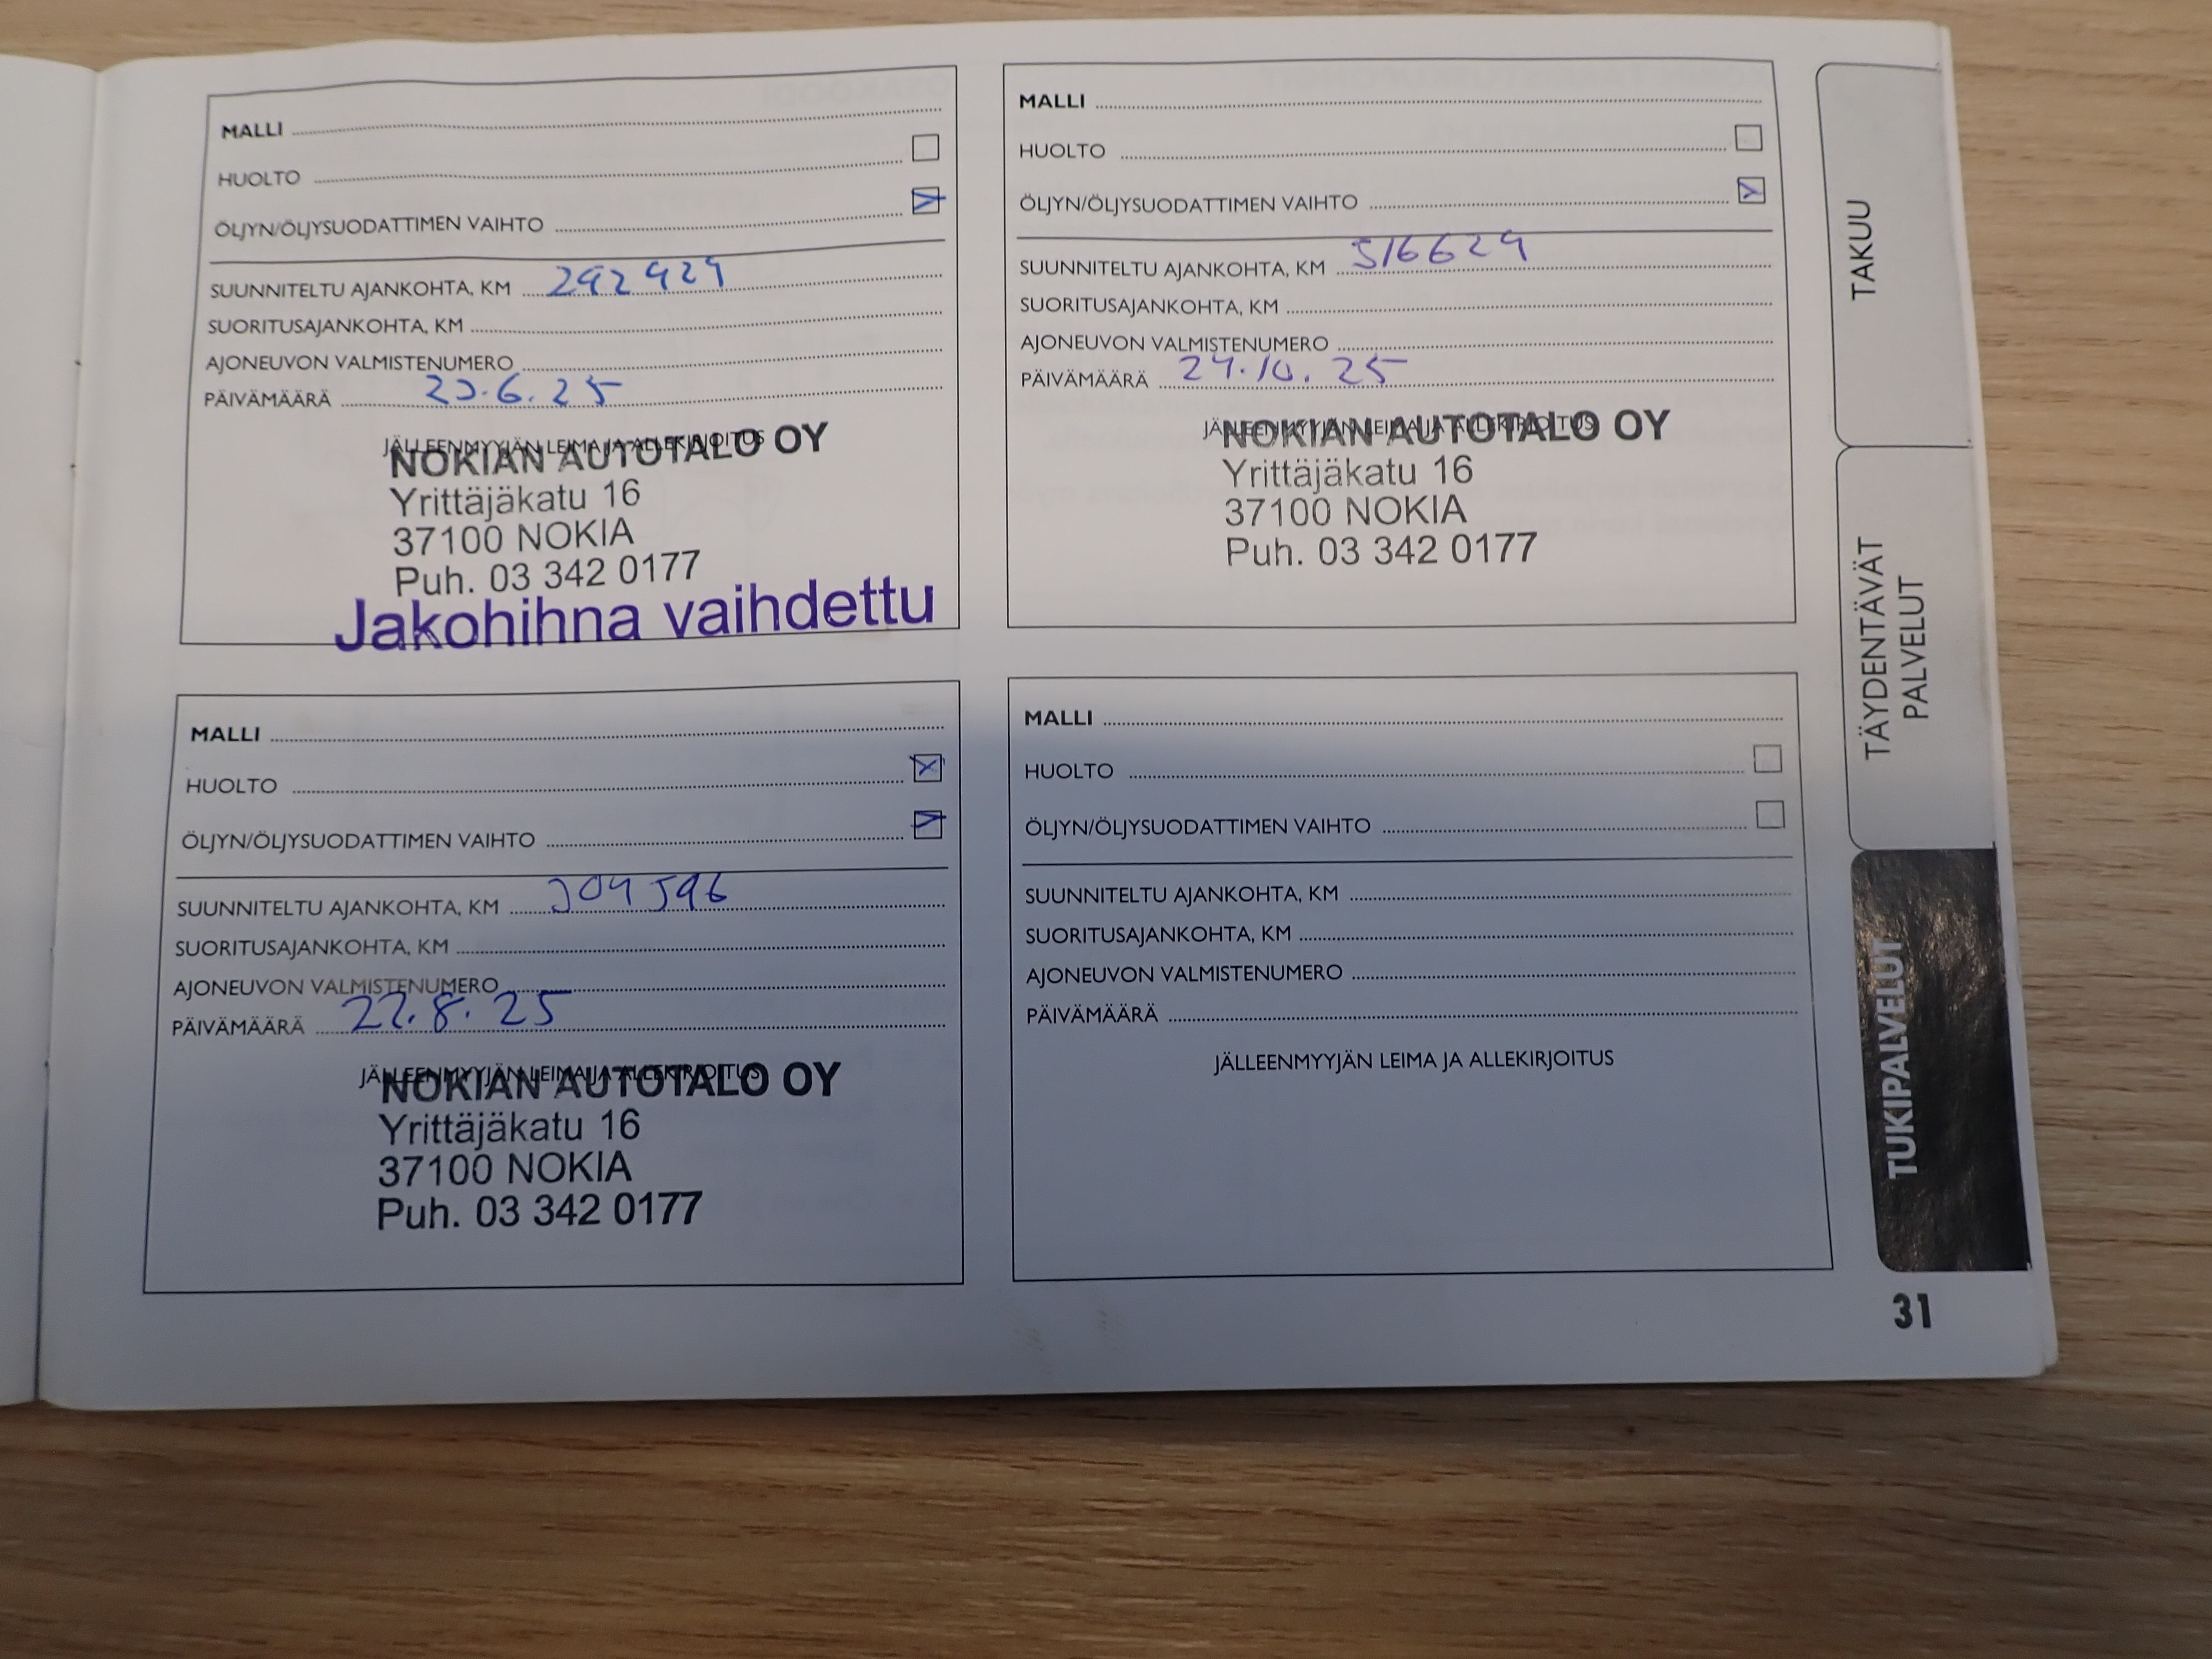 MALLI
HUOLTO
ÖLJYN/ÖLJYSUODATTIMEN VAIHTO
SUUNNITELTU AJANKOHTA, KM 292929
SUORITUSAJANKOHTA, KM
AJONEUVON VALMISTENUMERO
PÄIVÄMÄÄRÄ 23.6.25
JÄLLEENMYYJÄN LEIMA JA ALLEKIRJOITUS
NOKIAN AUTOTALO OY
Yrittäjäkatu 16
37100 NOKIA
Puh. 03 342 0177
Jakohihna vaihdettu
MALLI
HUOLTO
ÖLJYN/ÖLJYSUODATTIMEN VAIHTO
SUUNNITELTU AJANKOHTA, KM 304596
SUORITUSAJANKOHTA, KM
AJONEUVON VALMISTENUMERO
PÄIVÄMÄÄRÄ 22.8.25
JÄLLEENMYYJÄN LEIMA JA ALLEKIRJOITUS
NOKIAN AUTOTALO OY
Yrittäjäkatu 16
37100 NOKIA
Puh. 03 342 0177
MALLI
HUOLTO
ÖLJYN/ÖLJYSUODATTIMEN VAIHTO
SUUNNITELTU AJANKOHTA, KM 316629
SUORITUSAJANKOHTA, KM
AJONEUVON VALMISTENUMERO
PÄIVÄMÄÄRÄ 24.10.25
JÄLLEENMYYJÄN LEIMA JA ALLEKIRJOITUS
NOKIAN AUTOTALO OY
Yrittäjäkatu 16
37100 NOKIA
Puh. 03 342 0177
MALLI
HUOLTO
ÖLJYN/ÖLJYSUODATTIMEN VAIHTO
SUUNNITELTU AJANKOHTA, KM
SUORITUSAJANKOHTA, KM
AJONEUVON VALMISTENUMERO
PÄIVÄMÄÄRÄ
JÄLLEENMYYJÄN LEIMA JA ALLEKIRJOITUS
TAKUU
TÄYDENTÄVÄT
PALVELUT
TUKIPALVELUT
31